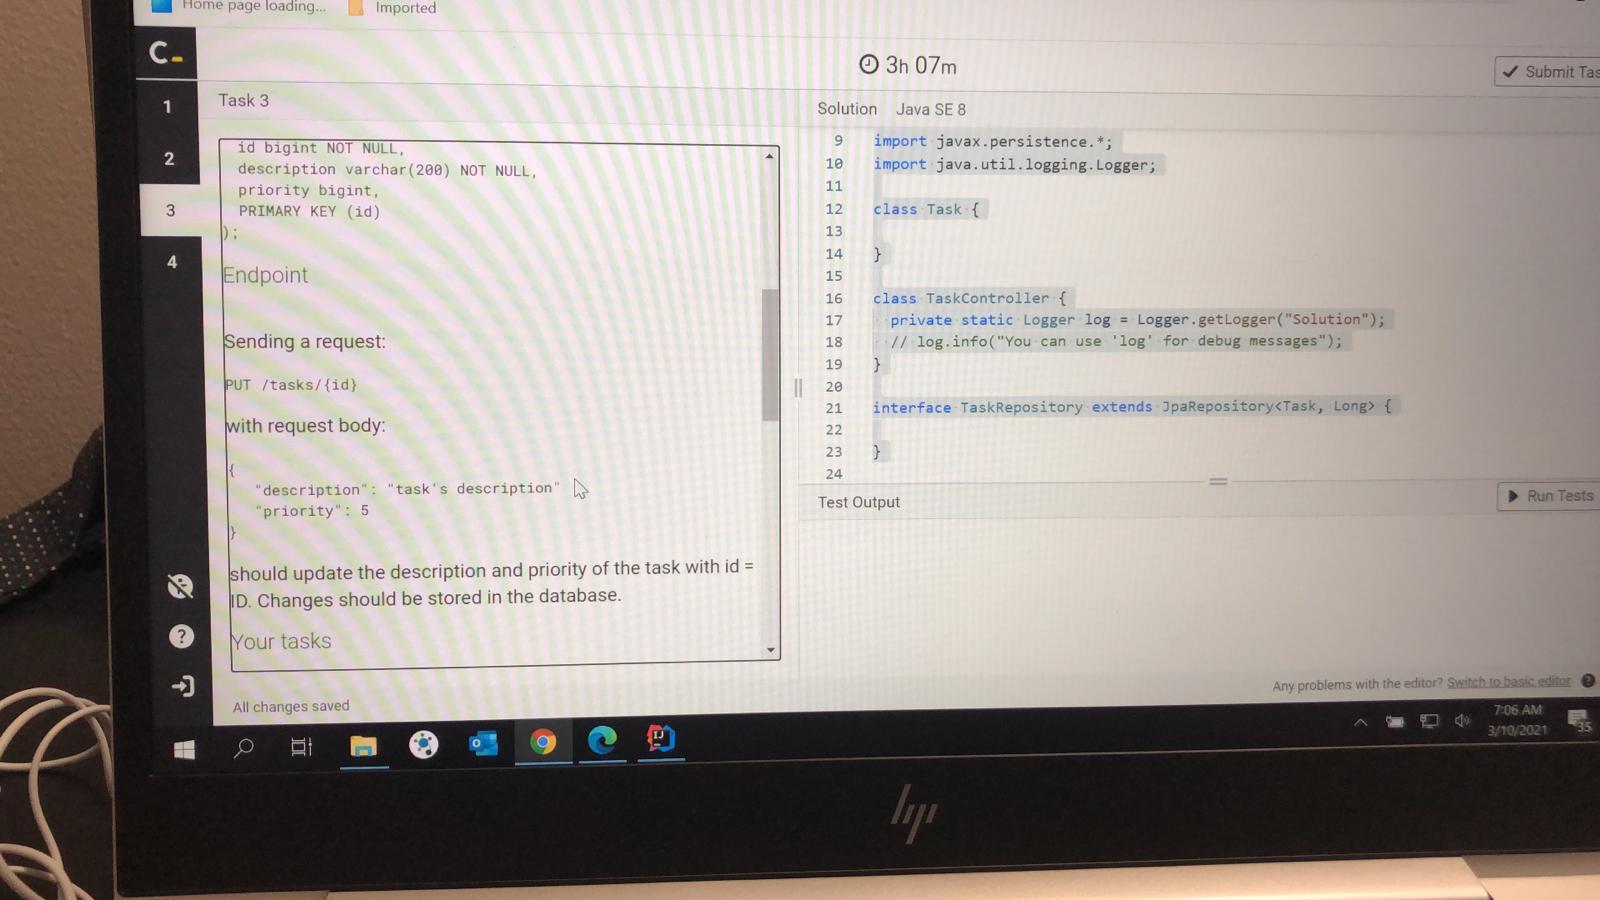 Home page loading... Imported
C_
3h 07m
Submit Tas
1
2
3
4
Task 3
id bigint NOT NULL,
description varchar(200) NOT NULL,
priority bigint,
PRIMARY KEY (id)
);
Endpoint
Sending a request:
PUT /tasks/{id}
with request body:
{
"description": "task's description"
"priority": 5
}
should update the description and priority of the task with id =
ID. Changes should be stored in the database.
Your tasks
All changes saved
Solution Java SE 8
9 import javax.persistence.*;
10 import java.util.logging.Logger;
11
12 class Task {
13
14 }
15
16 class TaskController {
17 private static Logger log = Logger.getLogger("Solution");
18 // log.info("You can use 'log' for debug messages");
19 }
20
21 interface TaskRepository extends JpaRepository<Task, Long> {
22
23 }
24
Test Output
Run Tests
Any problems with the editor? Switch to basic editor ?
7:06 AM
3/10/2021
35
hp